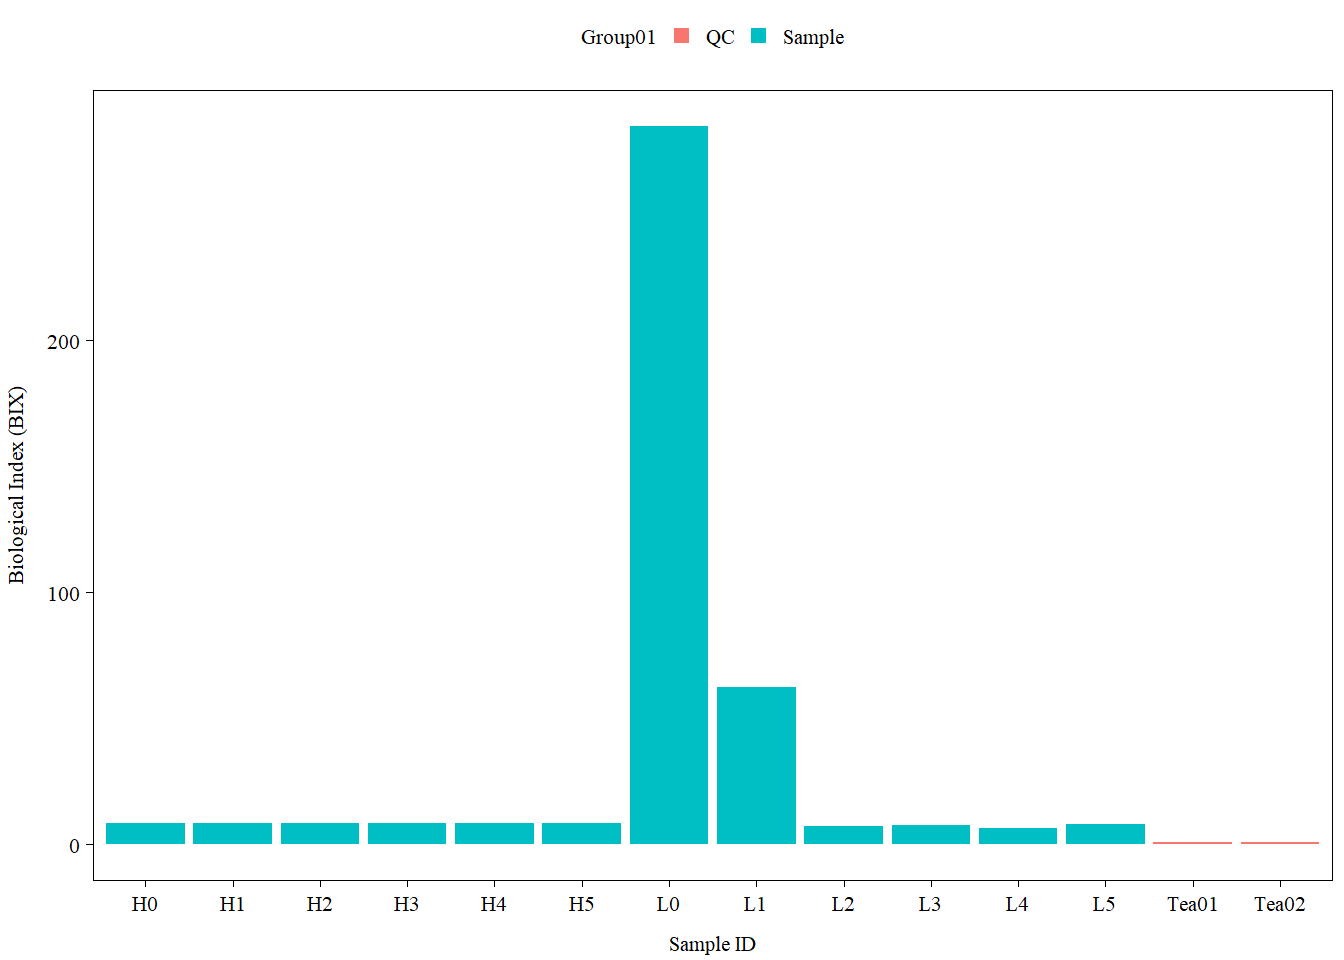 Group01 QC Sample
Biological Index (BIX)
200
100
0
H0 H1 H2 H3 H4 H5 L0 L1 L2 L3 L4 L5 Tea01 Tea02
Sample ID